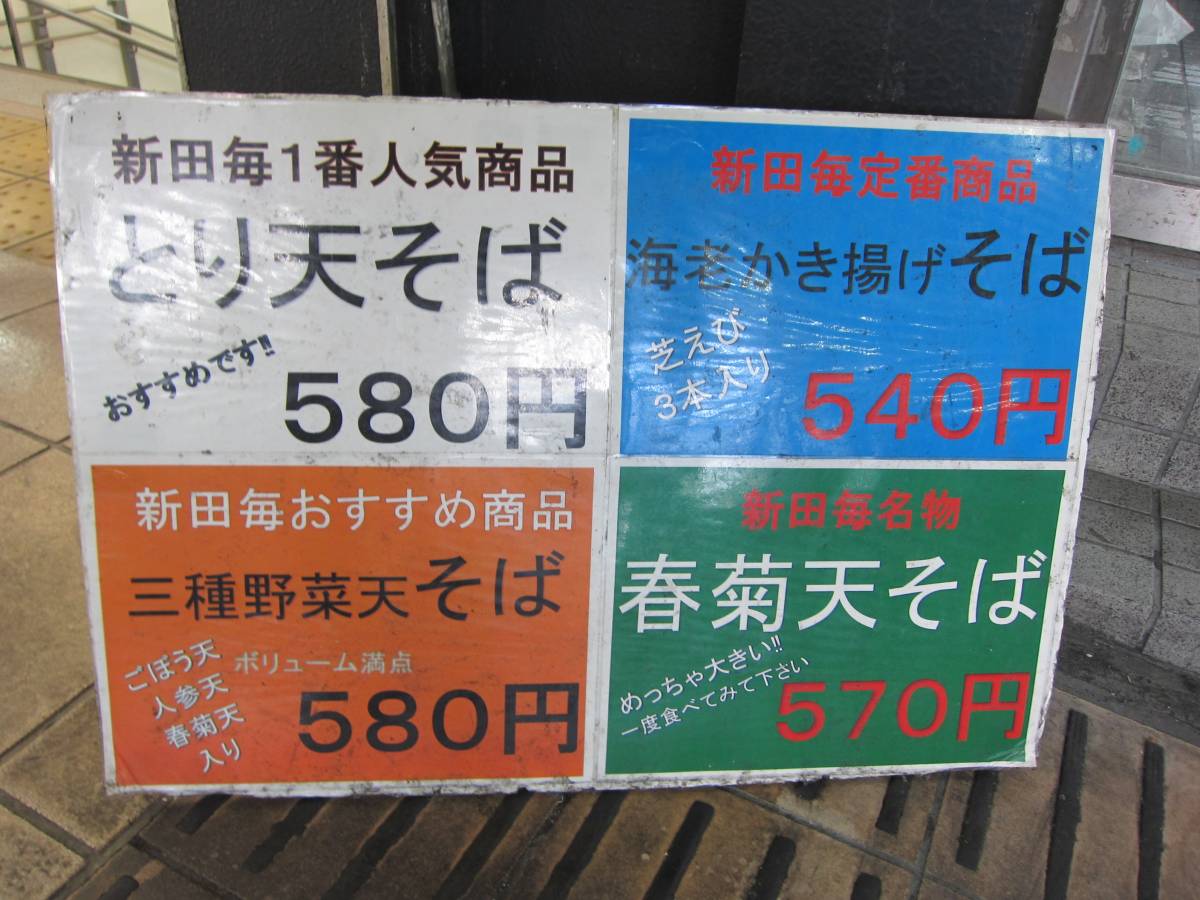 新田毎1番人気商品
とり天そば
おすすめです!!
580円
新田毎定番商品
海老かき揚げそば
芝えび
3本入り
540円
新田毎おすすめ商品
三種野菜天そば
ごぼう天
人参天
春菊天
入り
ボリューム満点
580円
新田毎名物
春菊天そば
めっちゃ大きい!!
一度食べてみて下さい
570円